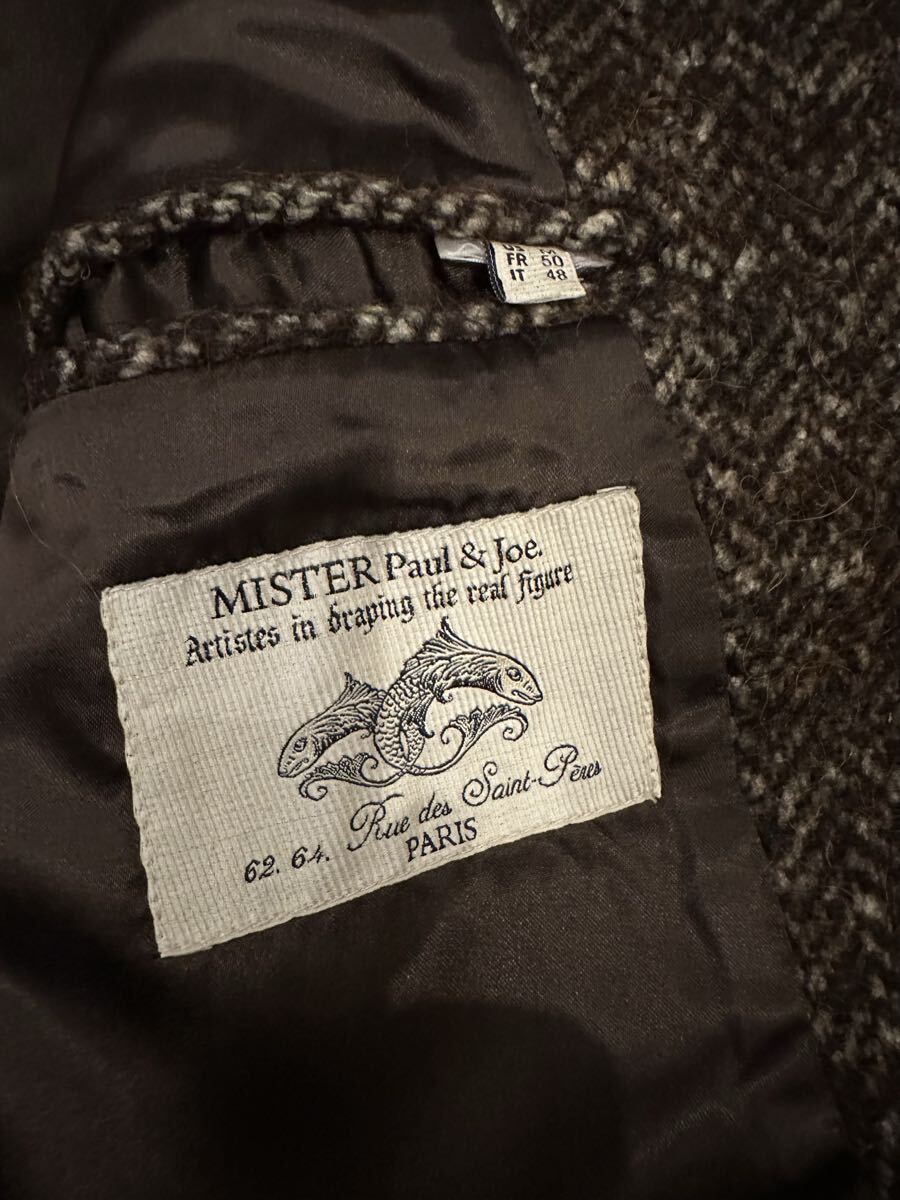 FR 50
IT 48
MISTER Paul & Joe.
Artistes in draping the real figure
62. 64. Rue des Saint-Pères
PARIS